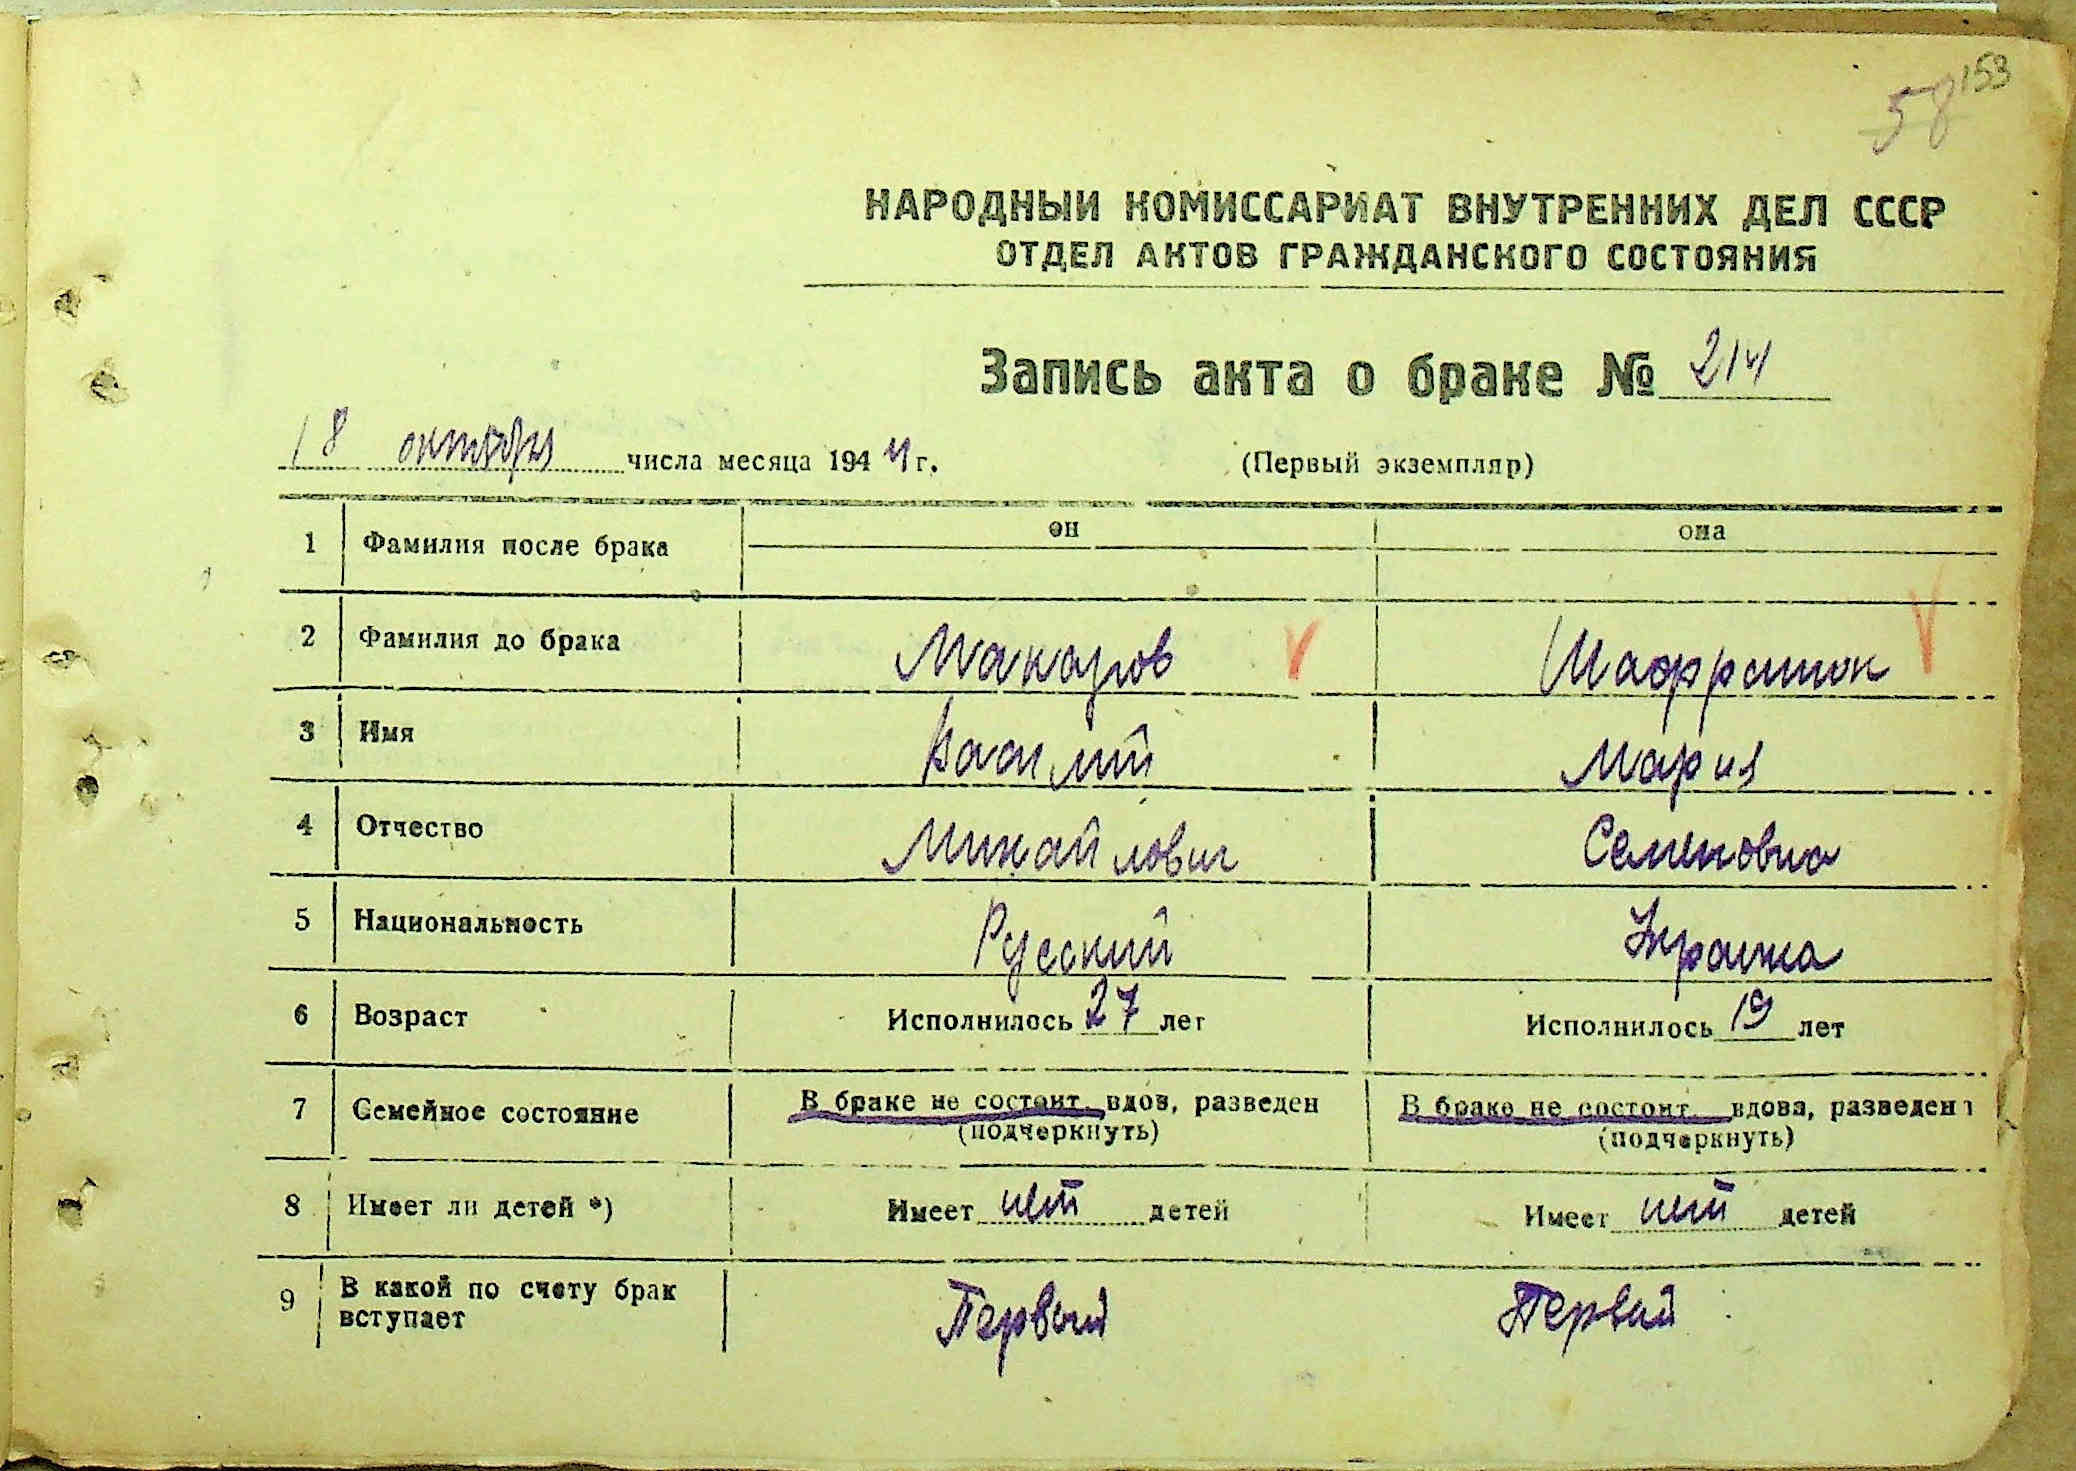 153
58
НАРОДНЫЙ КОМИССАРИАТ ВНУТРЕННИХ ДЕЛ СССР
ОТДЕЛ АКТОВ ГРАЖДАНСКОГО СОСТОЯНИЯ
Запись акта о браке № 214
18 октября числа месяца 1944 г. (Первый экземпляр)
1 Фамилия после брака он она
2 Фамилия до брака Макаров
3 Имя Василий Мария
4 Отчество Михайлович Семеновна
5 Национальность Русский Украинка
6 Возраст Исполнилось 27 лет Исполнилось 19 лет
7 Семейное состояние В браке не состоит, вдов, разведен В браке не состоит, вдова, разведен
(подчеркнуть) (подчеркнуть)
8 Имеет ли детей *) Имеет нет детей Имеет нет детей
9 В какой по счету брак
вступает Первый Первый